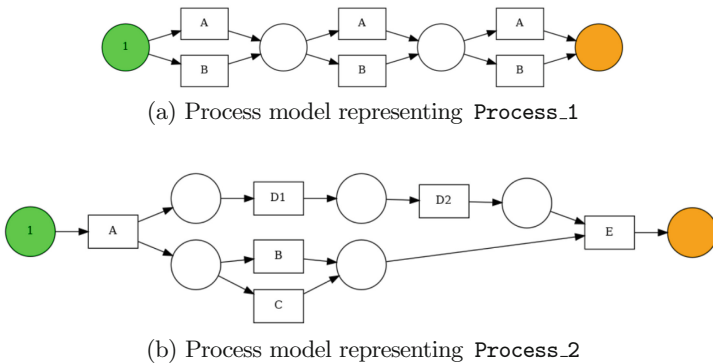 A A A
1
B B B
(a) Process model representing Process_1
D1 D2
1 A E
B
C
(b) Process model representing Process_2